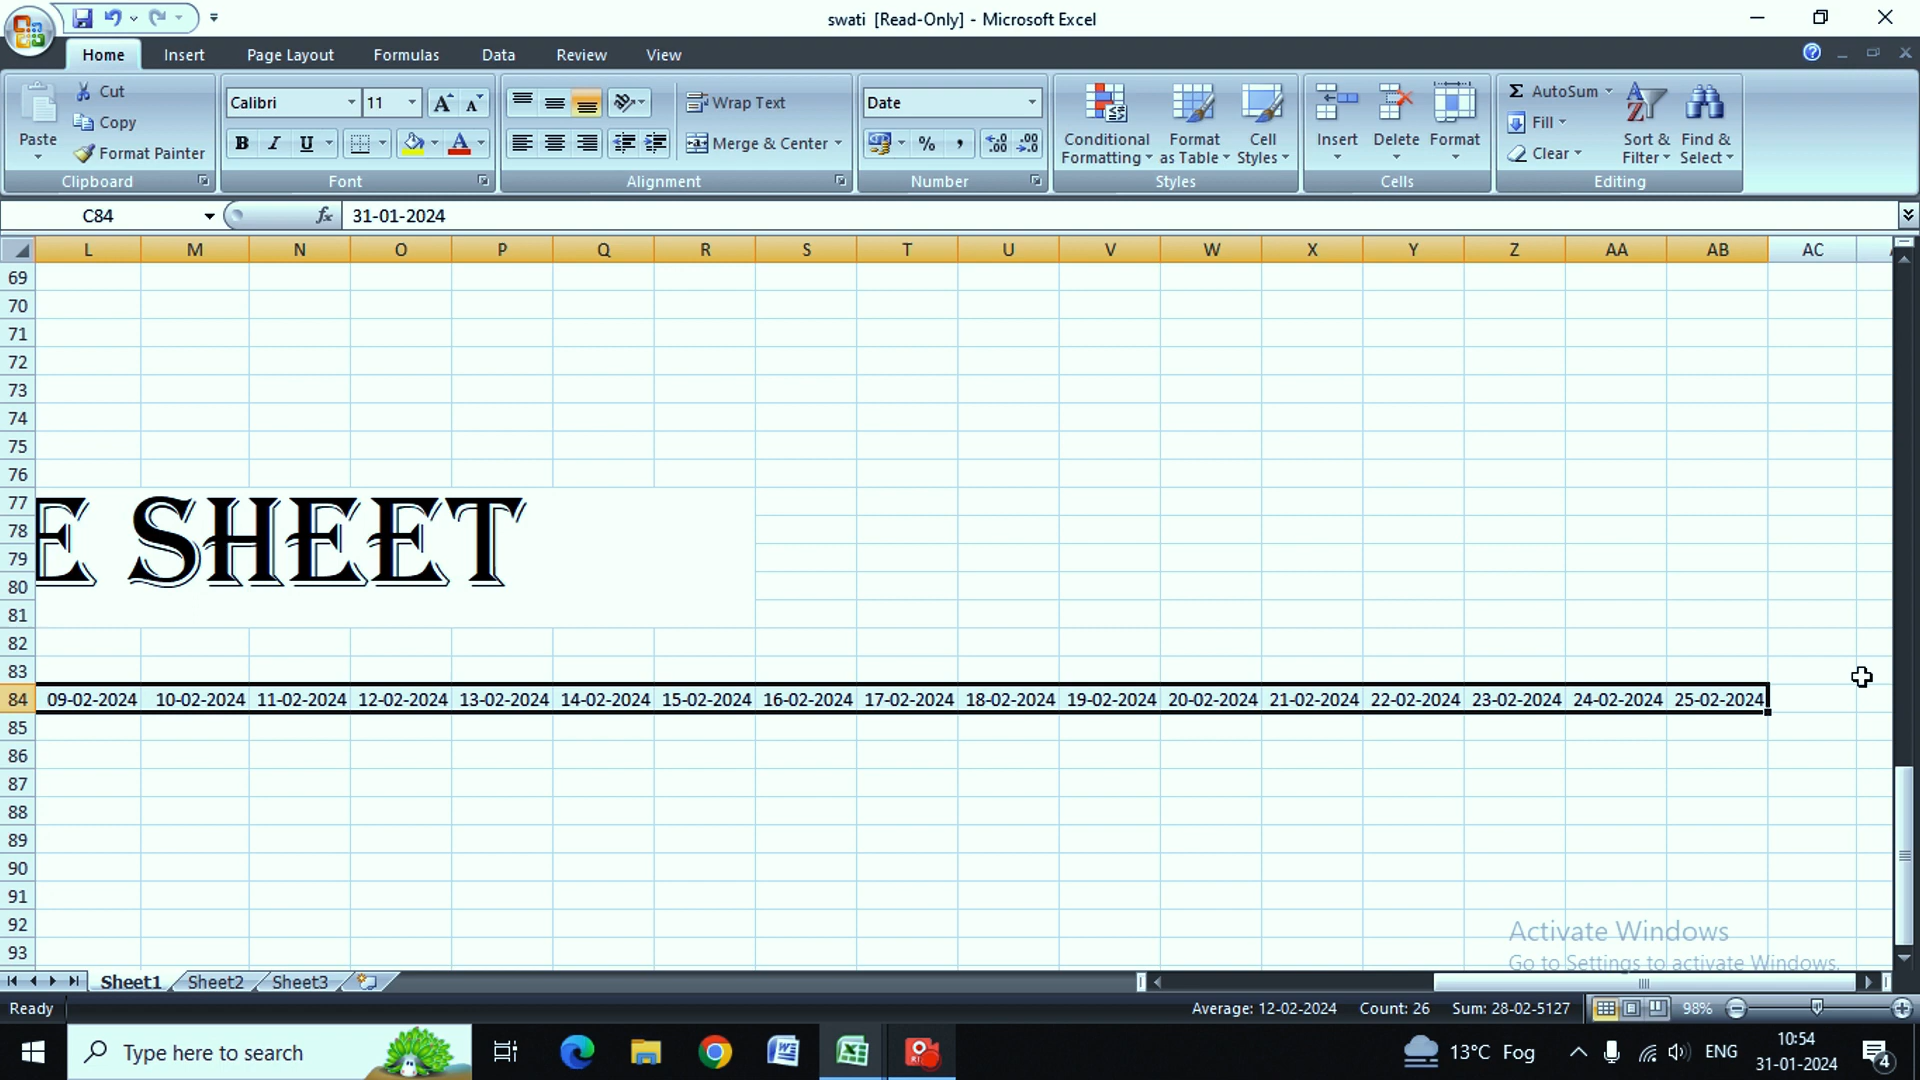 swati [Read-Only] - Microsoft Excel
Home Insert Page Layout Formulas Data Review View
Paste
Cut
Copy
Format Painter
Clipboard
Calibri 11 A A
B I U A
Font
Wrap Text
Merge & Center
Alignment
Date
% ,
Number
Conditional Formatting
Format as Table
Cell Styles
Styles
Insert Delete Format
Cells
Σ AutoSum
Fill
Clear
Sort & Filter
Find & Select
Editing
C84 fx 31-01-2024
L M N O P Q R S T U V W X Y Z AA AB AC
69
70
71
72
73
74
75
76
77
78
79
80
81
E SHEET
82
83
84 09-02-2024 10-02-2024 11-02-2024 12-02-2024 13-02-2024 14-02-2024 15-02-2024 16-02-2024 17-02-2024 18-02-2024 19-02-2024 20-02-2024 21-02-2024 22-02-2024 23-02-2024 24-02-2024 25-02-2024
85
86
87
88
89
90
91
92
93
Activate Windows
Go to Settings to activate Windows.
Sheet1 Sheet2 Sheet3
Ready Average: 12-02-2024 Count: 26 Sum: 28-02-5127 98%
Type here to search
13°C Fog
ENG
10:54
31-01-2024
4